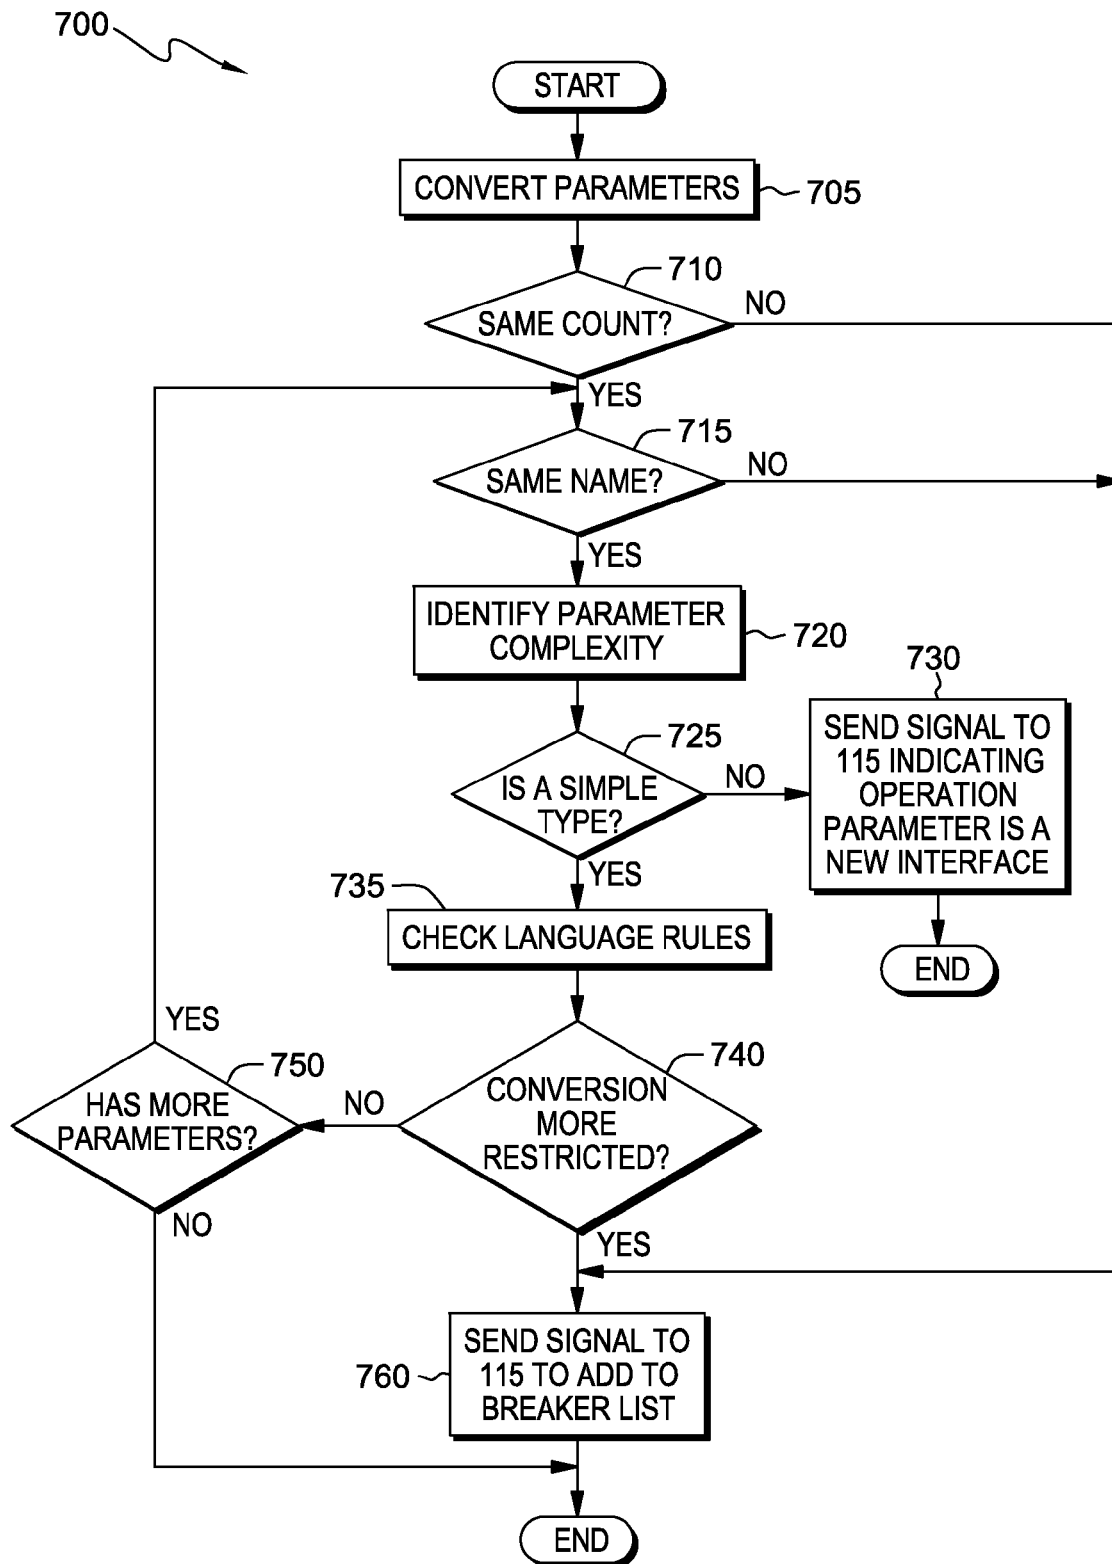 700
START
CONVERT PARAMETERS
705
710
SAME COUNT?
NO
YES
715
SAME NAME?
NO
YES
IDENTIFY PARAMETER
COMPLEXITY
720
730
SEND SIGNAL TO
115 INDICATING
OPERATION
PARAMETER IS A
NEW INTERFACE
725
IS A SIMPLE
TYPE?
NO
YES
735
CHECK LANGUAGE RULES
END
YES
750
HAS MORE
PARAMETERS?
NO
NO
740
CONVERSION
MORE
RESTRICTED?
YES
SEND SIGNAL TO
115 TO ADD TO
BREAKER LIST
760
END